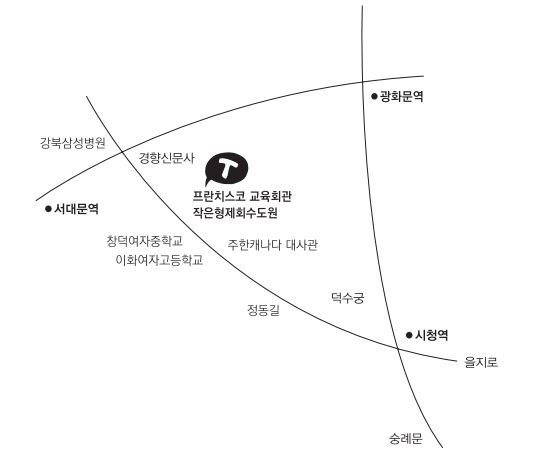 광화문역
강북삼성병원
경향신문사
T
프란치스코 교육회관
작은형제회수도원
서대문역
창덕여자중학교
주한캐나다 대사관
이화여자고등학교
덕수궁
정동길
시청역
을지로
숭례문